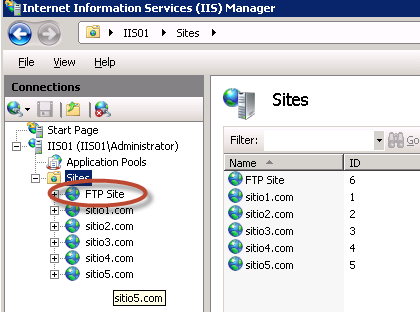 Internet Information Services (IIS) Manager
IIS01 Sites
File View Help
Connections
Start Page
IIS01 (IIS01\Administrator)
Application Pools
Sites
FTP Site
sitio1.com
sitio2.com
sitio3.com
sitio4.com
sitio5.com
sitio5.com
Sites
Filter: Go
Name ID
FTP Site 6
sitio1.com 1
sitio2.com 2
sitio3.com 3
sitio4.com 4
sitio5.com 5